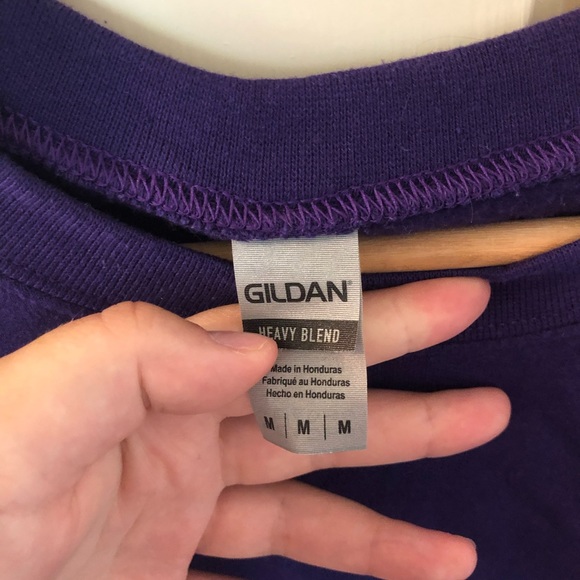 GILDAN®
HEAVY BLEND
Made in Honduras
Fabriqué au Honduras
Hecho en Honduras
M | M | M